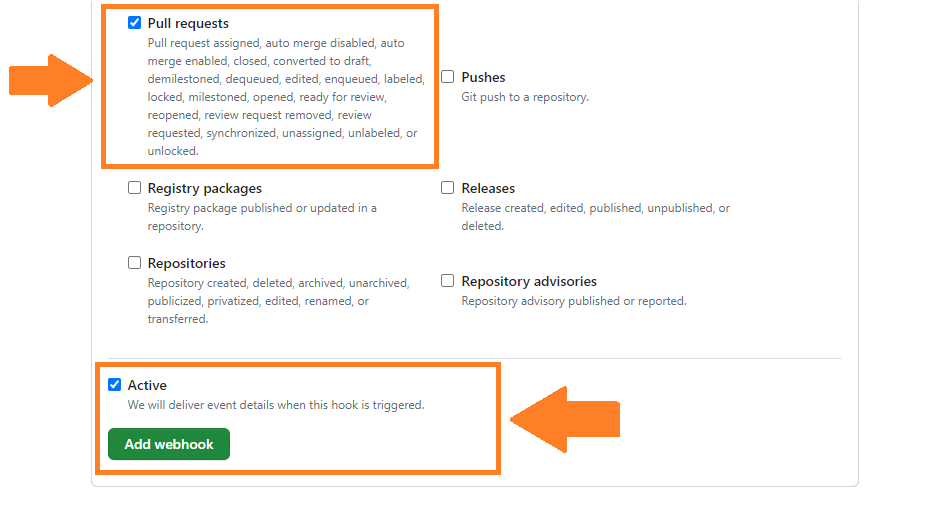 Pull requests
Pull request assigned, auto merge disabled, auto
merge enabled, closed, converted to draft,
demilestoned, dequeued, edited, enqueued, labeled,
locked, milestoned, opened, ready for review,
reopened, review request removed, review
requested, synchronized, unassigned, unlabeled, or
unlocked.
Pushes
Git push to a repository.
Registry packages
Registry package published or updated in a
repository.
Releases
Release created, edited, published, unpublished, or
deleted.
Repositories
Repository created, deleted, archived, unarchived,
publicized, privatized, edited, renamed, or
transferred.
Repository advisories
Repository advisory published or reported.
Active
We will deliver event details when this hook is triggered.
Add webhook